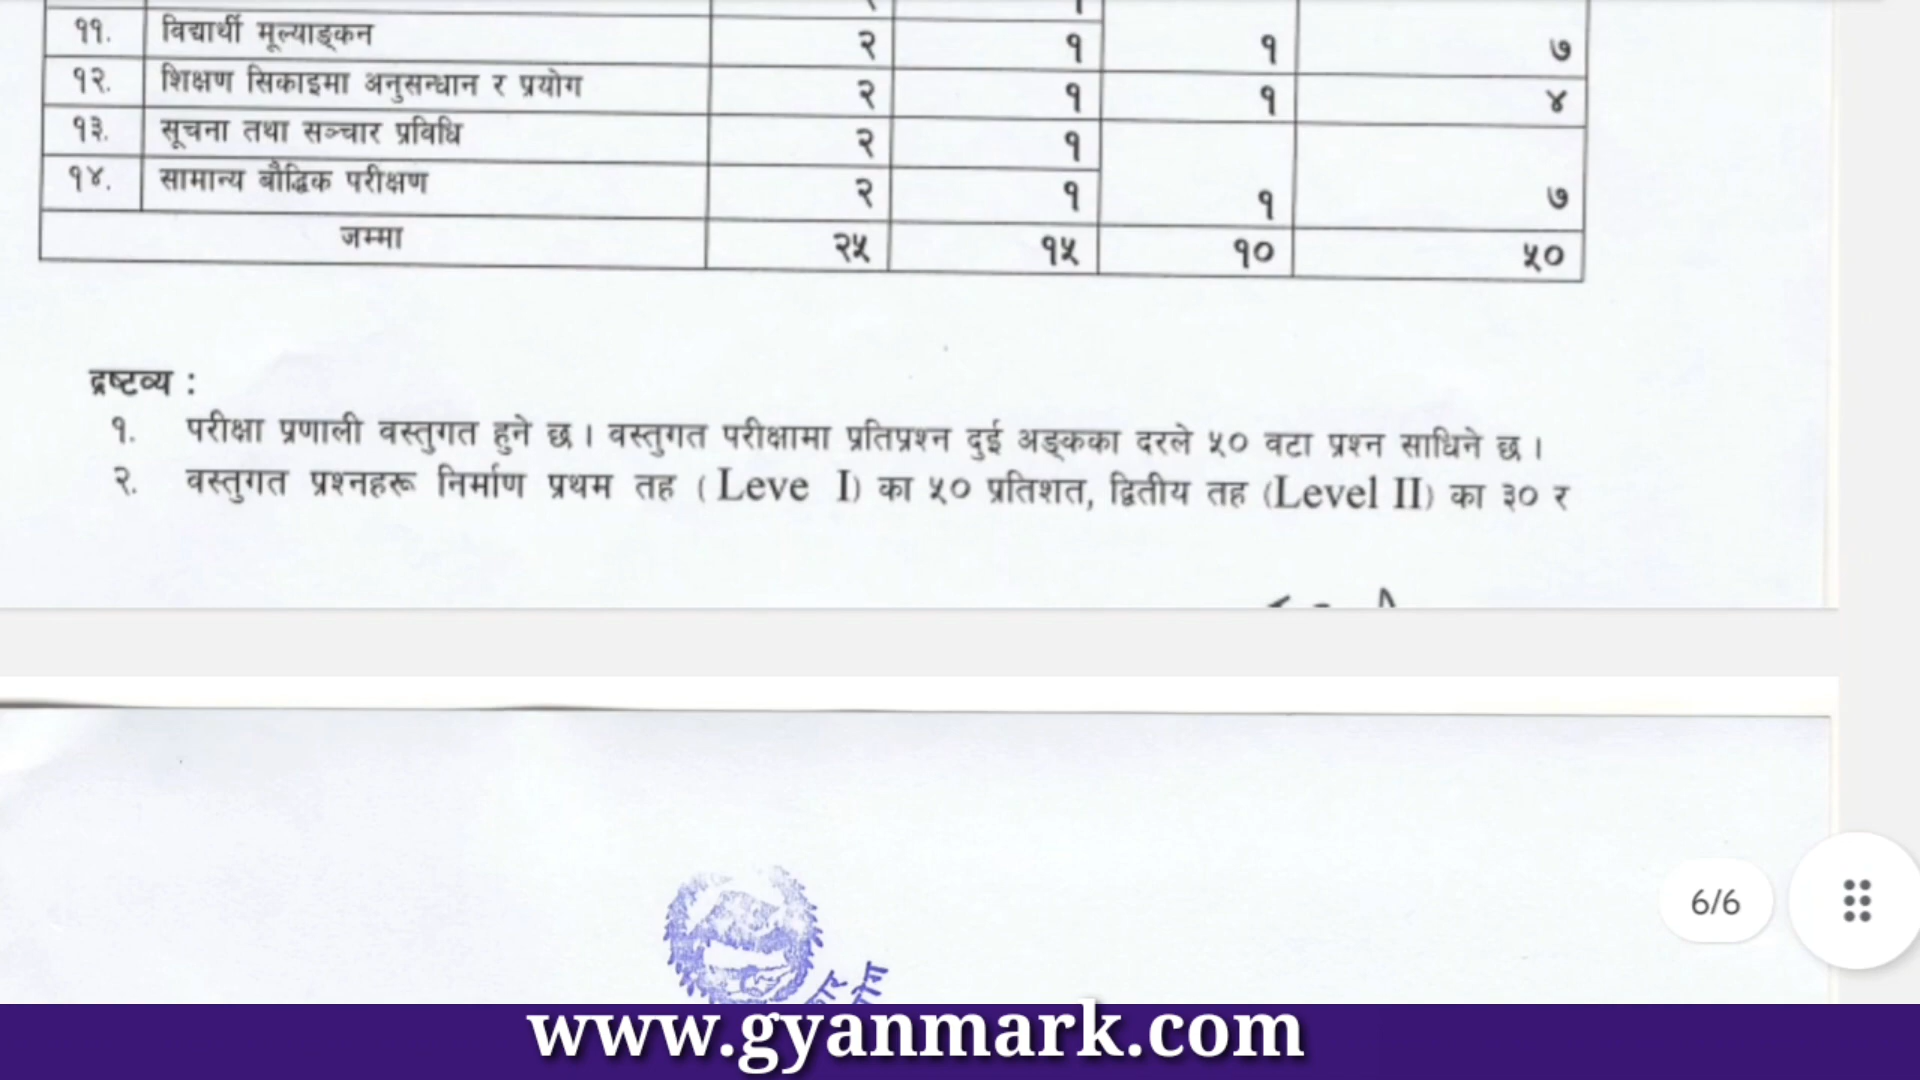 ११. विद्यार्थी मूल्याङ्कन २ १ १ ७
१२. शिक्षण सिकाइमा अनुसन्धान र प्रयोग २ १ १ ४
१३. सूचना तथा सञ्चार प्रविधि २ १
१४. सामान्य बौद्धिक परीक्षण २ १ १ ७
जम्मा २५ १५ १० ५०
द्रष्टव्य :
१. परीक्षा प्रणाली वस्तुगत हुने छ । वस्तुगत परीक्षामा प्रतिप्रश्न दुई अङ्कका दरले ५० वटा प्रश्न साधिने छ ।
२. वस्तुगत प्रश्नहरू निर्माण प्रथम तह ( Leve I) का ५० प्रतिशत, द्वितीय तह (Level II) का ३० र
6/6
www.gyanmark.com